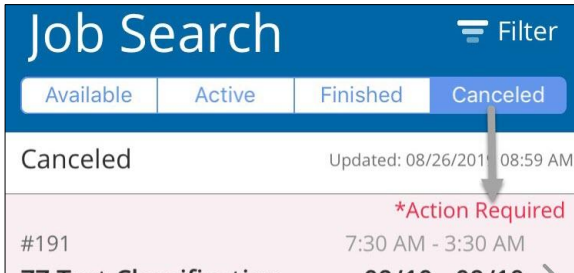 Job Search Filter
Available Active Finished Canceled
Canceled Updated: 08/26/2019 08:59 AM
*Action Required
#191 7:30 AM - 3:30 AM